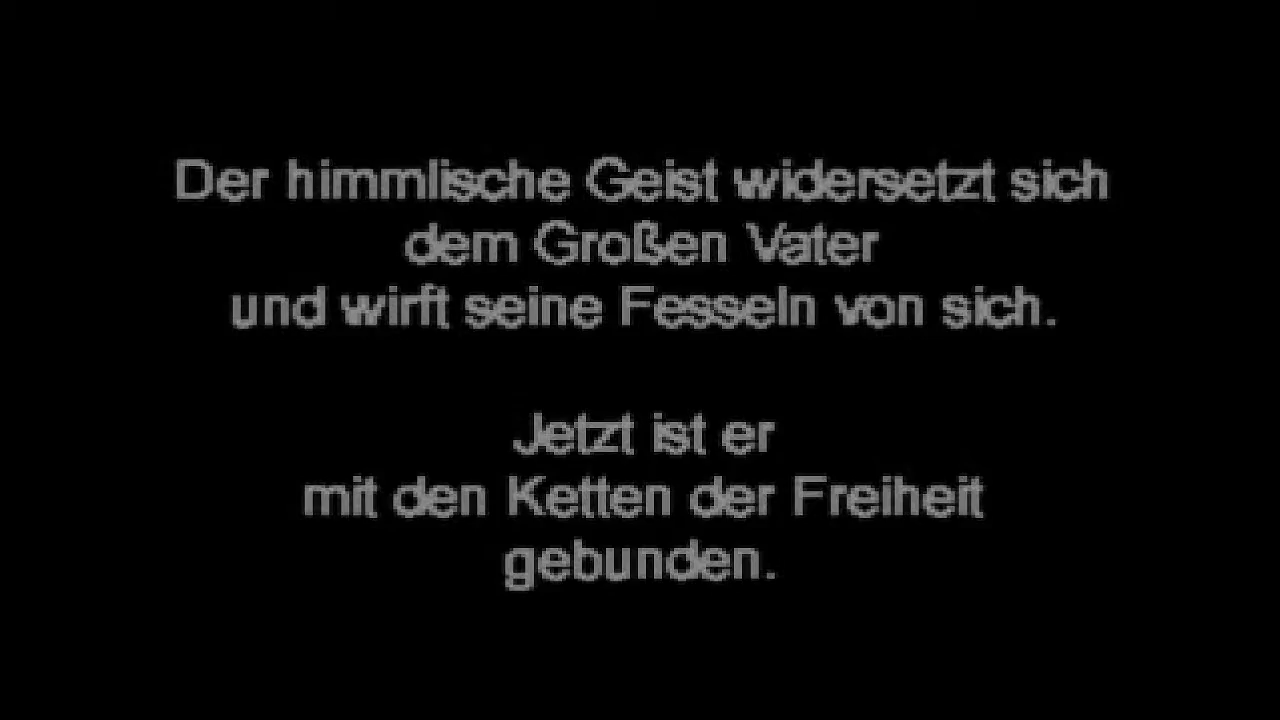 Der himmlische Geist widersetzt sich
dem Großen Vater
und wirft seine Fesseln von sich.
Jetzt ist er
mit den Ketten der Freiheit
gebunden.